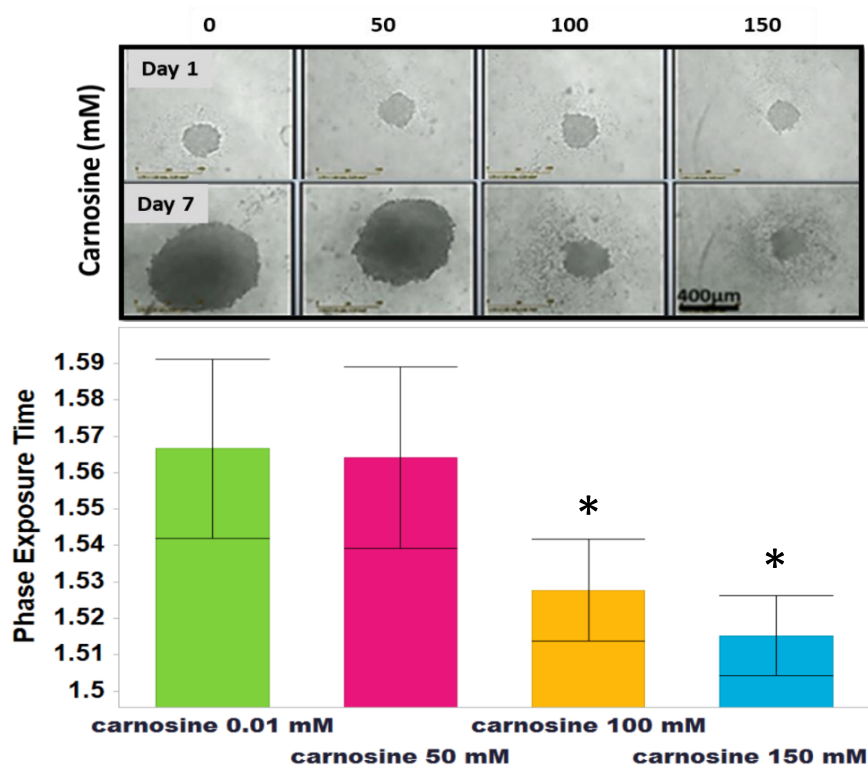 0 50 100 150
Carnosine (mM)
Day 1
Day 7
400µm
Phase Exposure Time
1.59
1.58
1.57
1.56
1.55
1.54
1.53
1.52
1.51
1.5
*
*
carnosine 0.01 mM
carnosine 50 mM
carnosine 100 mM
carnosine 150 mM